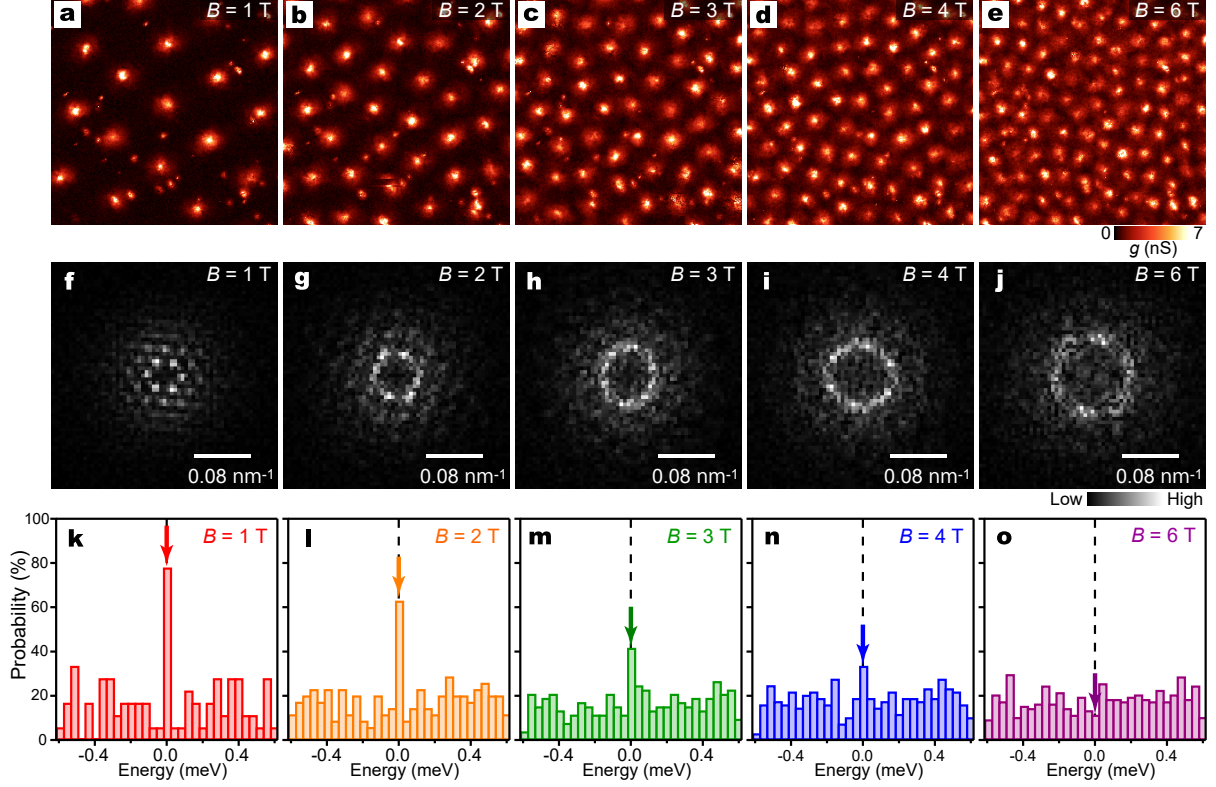 a B = 1 T b B = 2 T c B = 3 T d B = 4 T e B = 6 T
0 7
g (nS)
f B = 1 T g B = 2 T h B = 3 T i B = 4 T j B = 6 T
0.08 nm⁻¹ 0.08 nm⁻¹ 0.08 nm⁻¹ 0.08 nm⁻¹ 0.08 nm⁻¹
Low High
Probability (%)
100
80
60
40
20
0
k B = 1 T l B = 2 T m B = 3 T n B = 4 T o B = 6 T
-0.4 0.0 0.4 -0.4 0.0 0.4 -0.4 0.0 0.4 -0.4 0.0 0.4 -0.4 0.0 0.4
Energy (meV) Energy (meV) Energy (meV) Energy (meV) Energy (meV)